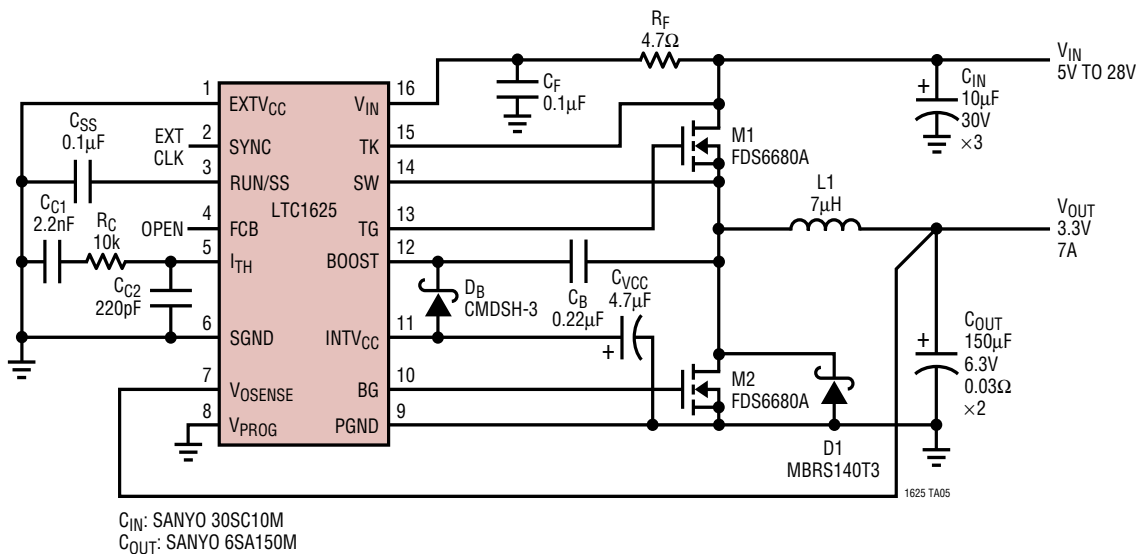 RF
4.7Ω
VIN
5V TO 28V
CF
0.1µF
+
CIN
10µF
30V
×3
1
EXTVCC
VIN
16
CSS
0.1µF
EXT
CLK
2
SYNC
TK
15
M1
FDS6680A
3
RUN/SS
SW
14
LTC1625
CC1
2.2nF
RC
10k
OPEN
4
FCB
TG
13
L1
7µH
VOUT
3.3V
7A
5
ITH
BOOST
12
CC2
220pF
DB
CMDSH-3
CB
0.22µF
CVCC
4.7µF
+
6
SGND
INTVCC
11
COUT
150µF
6.3V
0.03Ω
×2
+
7
VOSENSE
BG
10
M2
FDS6680A
8
VPROG
PGND
9
D1
MBRS140T3
1625 TA05
CIN: SANYO 30SC10M
COUT: SANYO 6SA150M